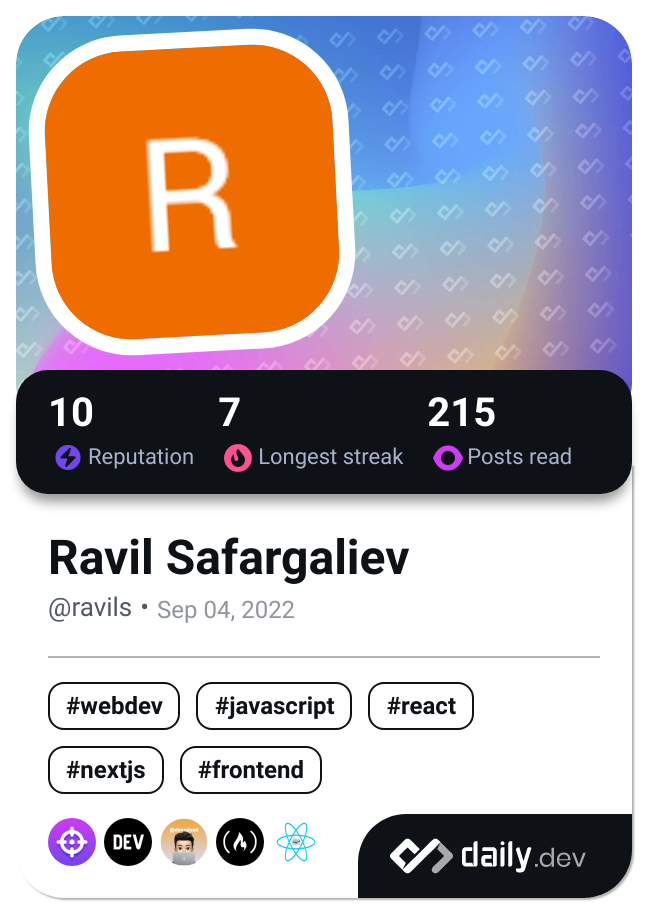 R
10 7 215
Reputation Longest streak Posts read
Ravil Safargaliev
@ravils • Sep 04, 2022
#webdev #javascript #react
#nextjs #frontend
DEV
daily.dev